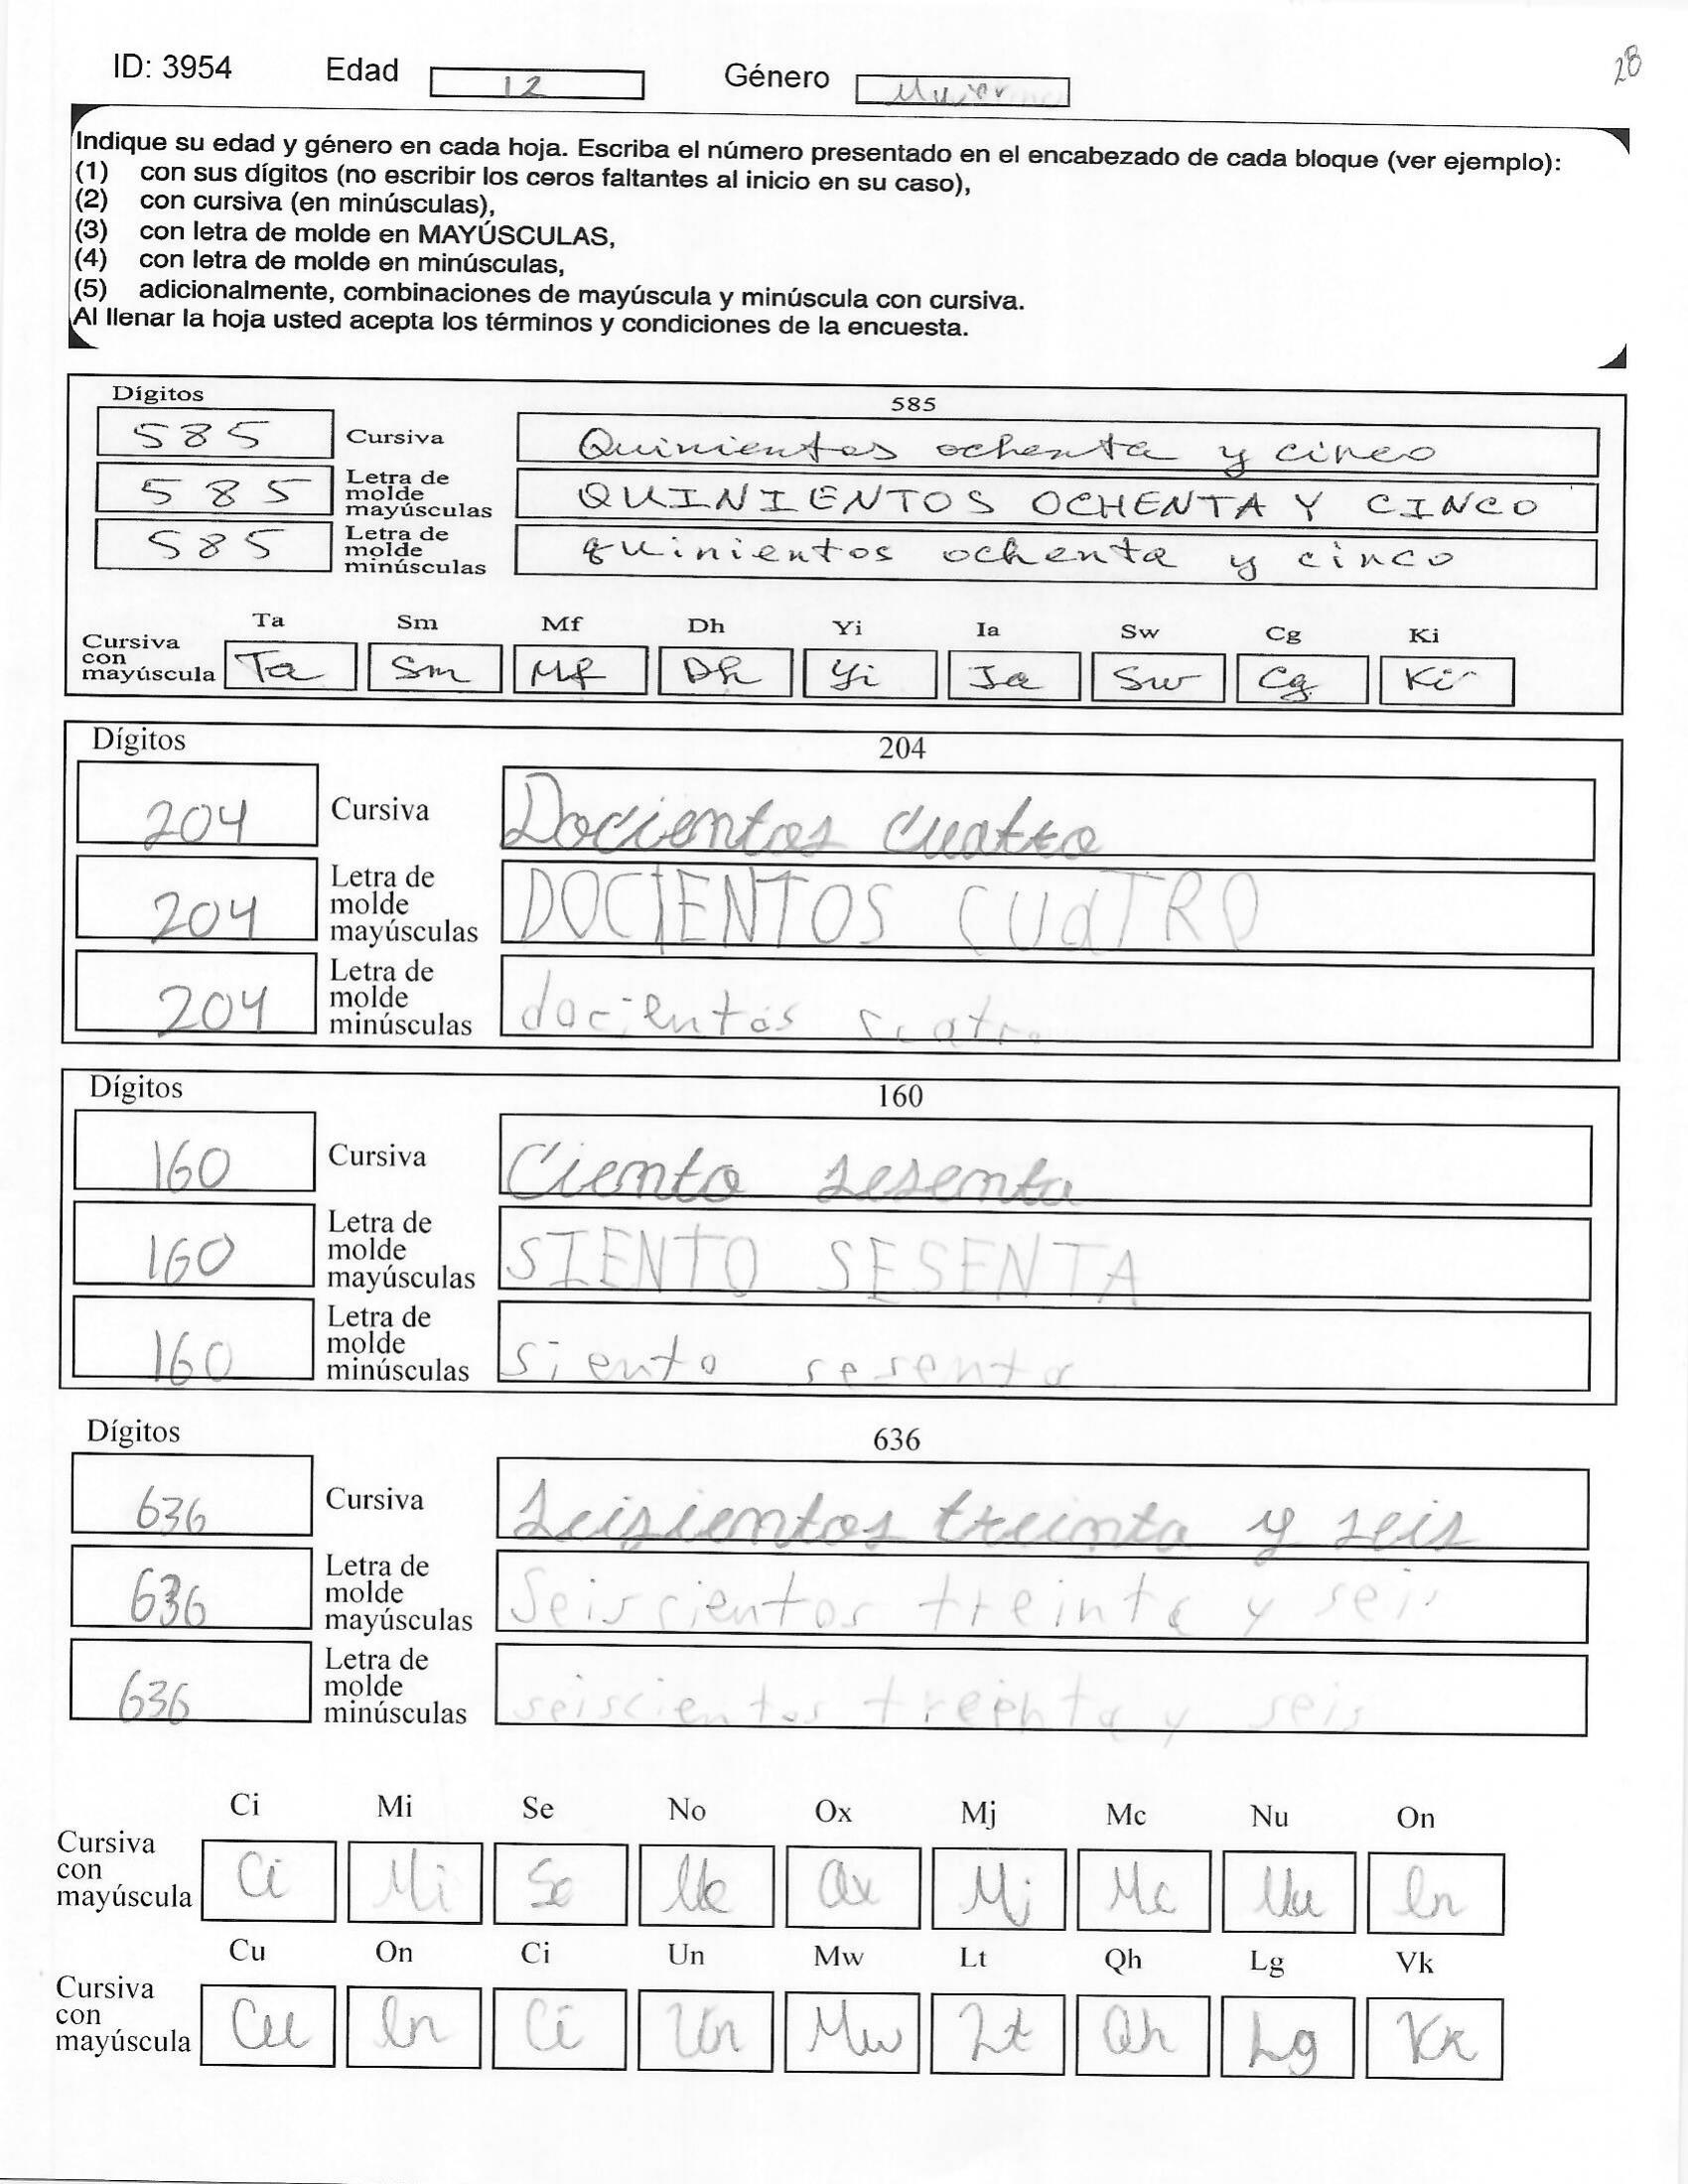 ID: 3954 Edad 12 Género Mujer 28
Indique su edad y género en cada hoja. Escriba el número presentado en el encabezado de cada bloque (ver ejemplo):
(1) con sus dígitos (no escribir los ceros faltantes al inicio en su caso),
(2) con cursiva (en minúsculas),
(3) con letra de molde en MAYÚSCULAS,
(4) con letra de molde en minúsculas,
(5) adicionalmente, combinaciones de mayúscula y minúscula con cursiva.
Al llenar la hoja usted acepta los términos y condiciones de la encuesta.
Dígitos 585
585 Cursiva Quinientos ochenta y cinco
585 Letra de molde mayúsculas QUINIENTOS OCHENTA Y CINCO
585 Letra de molde minúsculas quinientos ochenta y cinco
Ta Sm Mf Dh Yi Ia Sw Cg Ki
Cursiva con mayúscula Ta Sm Mf Dh Yi Ia Sw Cg Ki
Dígitos 204
204 Cursiva Docientos cuatro
204 Letra de molde mayúsculas DOCIENTOS CUaTRO
204 Letra de molde minúsculas docientos cuatro
Dígitos 160
160 Cursiva Ciento sesenta
160 Letra de molde mayúsculas SIENTO SESENTA
160 Letra de molde minúsculas siento sesenta
Dígitos 636
636 Cursiva Seisientos treinta y seis
636 Letra de molde mayúsculas Seiscientos treinta y seis
636 Letra de molde minúsculas seiscientos treinta y seis
Ci Mi Se No Ox Mj Mc Nu On
Cursiva con mayúscula Ci Mi Se No Ox Mj Mc Nu On
Cu On Ci Un Mw Lt Qh Lg Vk
Cursiva con mayúscula Cu On Ci Un Mw Lt Qh Lg Vk